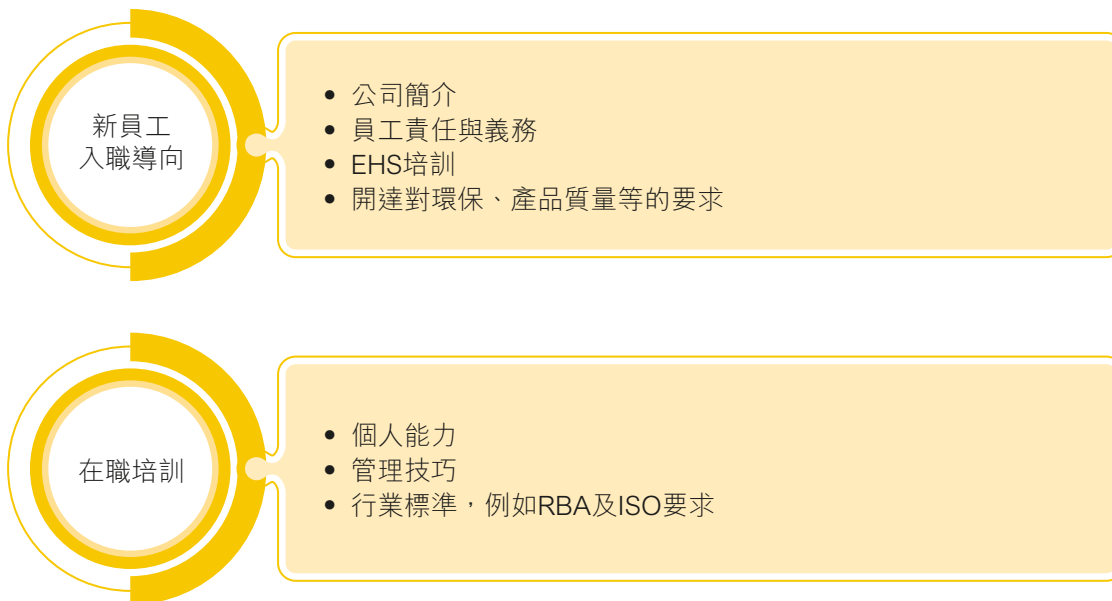 新員工
入職導向
• 公司簡介
• 員工責任與義務
• EHS培訓
• 開達對環保、產品質量等的要求
在職培訓
• 個人能力
• 管理技巧
• 行業標準，例如RBA及ISO要求